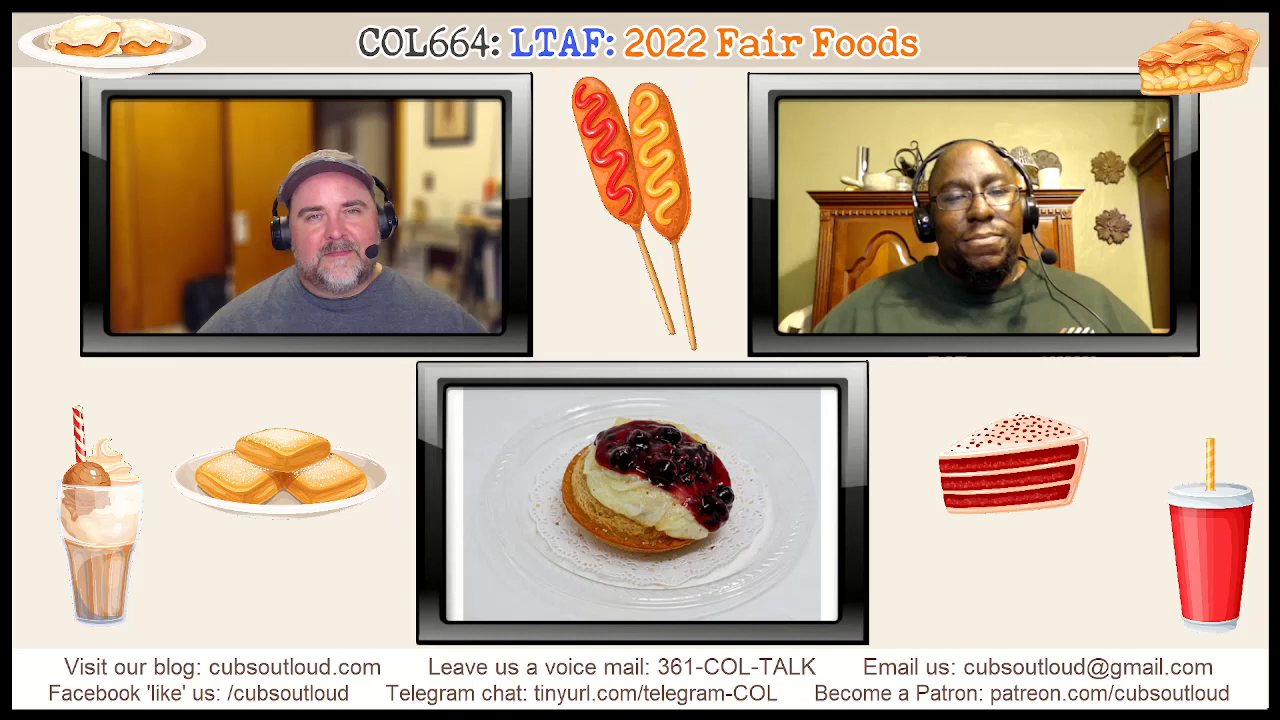 COL664: LTAF: 2022 Fair Foods
Visit our blog: cubsoutloud.com Leave us a voice mail: 361-COL-TALK Email us: cubsoutloud@gmail.com
Facebook 'like' us: /cubsoutloud Telegram chat: tinyurl.com/telegram-COL Become a Patron: patreon.com/cubsoutloud